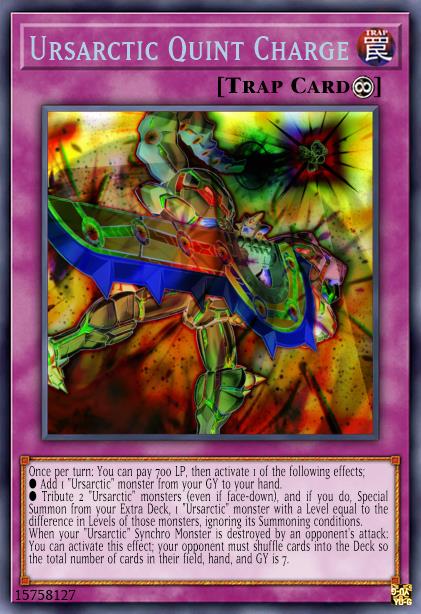 URSARCTIC QUINT CHARGE
TRAP
罠
[TRAP CARD∞]
Once per turn: You can pay 700 LP, then activate 1 of the following effects;
● Add 1 "Ursarctic" monster from your GY to your hand.
● Tribute 2 "Ursarctic" monsters (even if face-down), and if you do, Special
Summon from your Extra Deck, 1 "Ursarctic" monster with a Level equal to the
difference in Levels of those monsters, ignoring its Summoning conditions.
When your "Ursarctic" Synchro Monster is destroyed by an opponent's attack:
You can activate this effect; your opponent must shuffle cards into the Deck so
the total number of cards in their field, hand, and GY is 7.
15758127